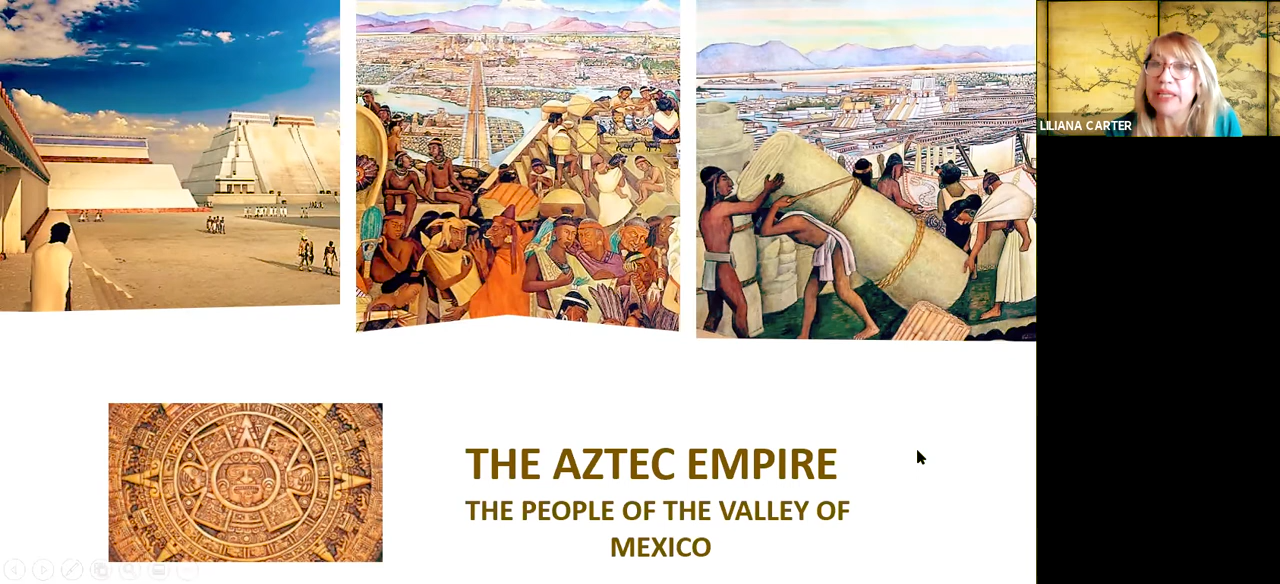 LILIANA CARTER
THE AZTEC EMPIRE
THE PEOPLE OF THE VALLEY OF
MEXICO